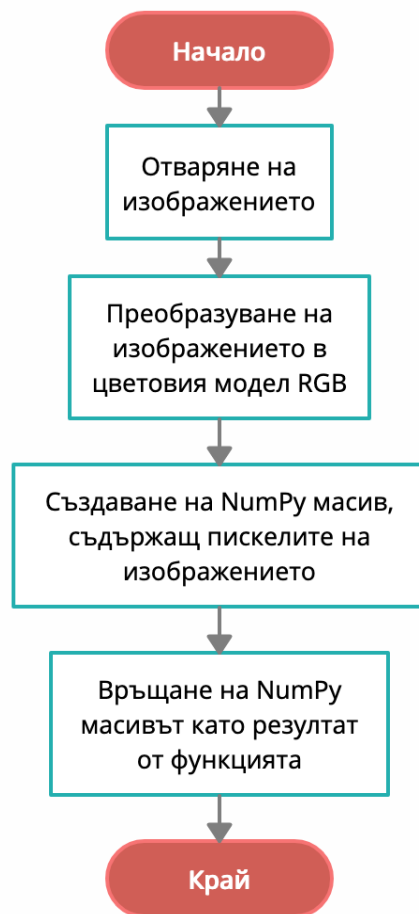 Начало
Отваряне на
изображението
Преобразуване на
изображението в
цветовия модел RGB
Създаване на NumPy масив,
съдържащ пискелите на
изображението
Връщане на NumPy
масивът като резултат
от функцията
Край